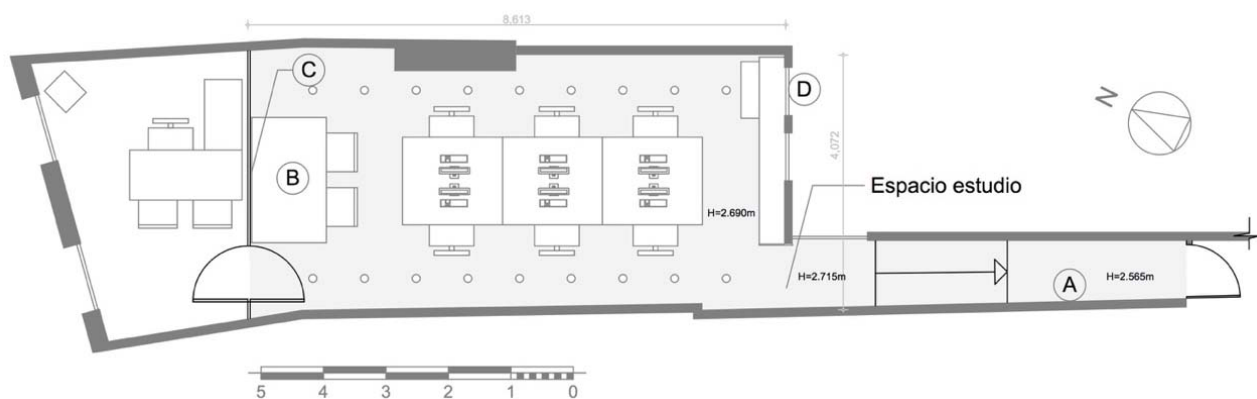 8,613
C
D
N
4,072
B
Espacio estudio
H=2.690m
H=2.715m
A
H=2.565m
5 4 3 2 1 0